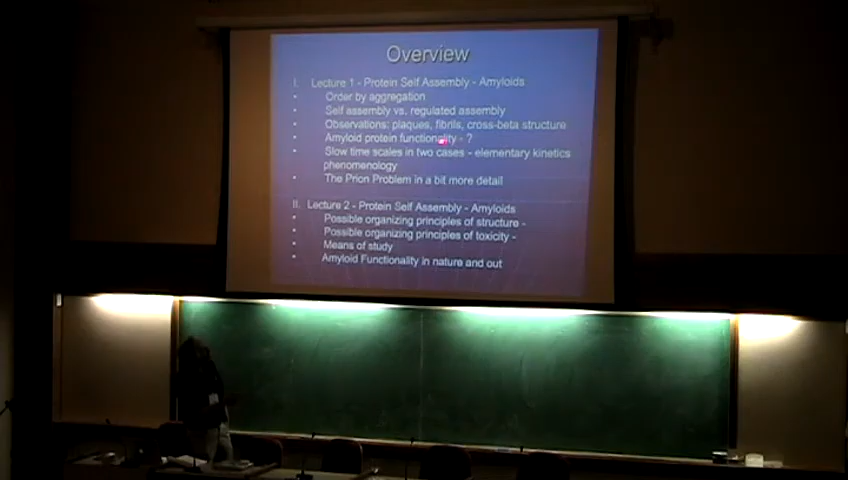 Overview
I. Lecture 1 - Protein Self Assembly - Amyloids
• Order by aggregation
• Self assembly vs. regulated assembly
• Observations: plaques, fibrils, cross-beta structure
• Amyloid protein functionality - ?
• Slow time scales in two cases - elementary kinetics
phenomenology
• The Prion Problem in a bit more detail
II. Lecture 2 - Protein Self Assembly - Amyloids
• Possible organizing principles of structure -
• Possible organizing principles of toxicity -
• Means of study
• Amyloid Functionality in nature and out